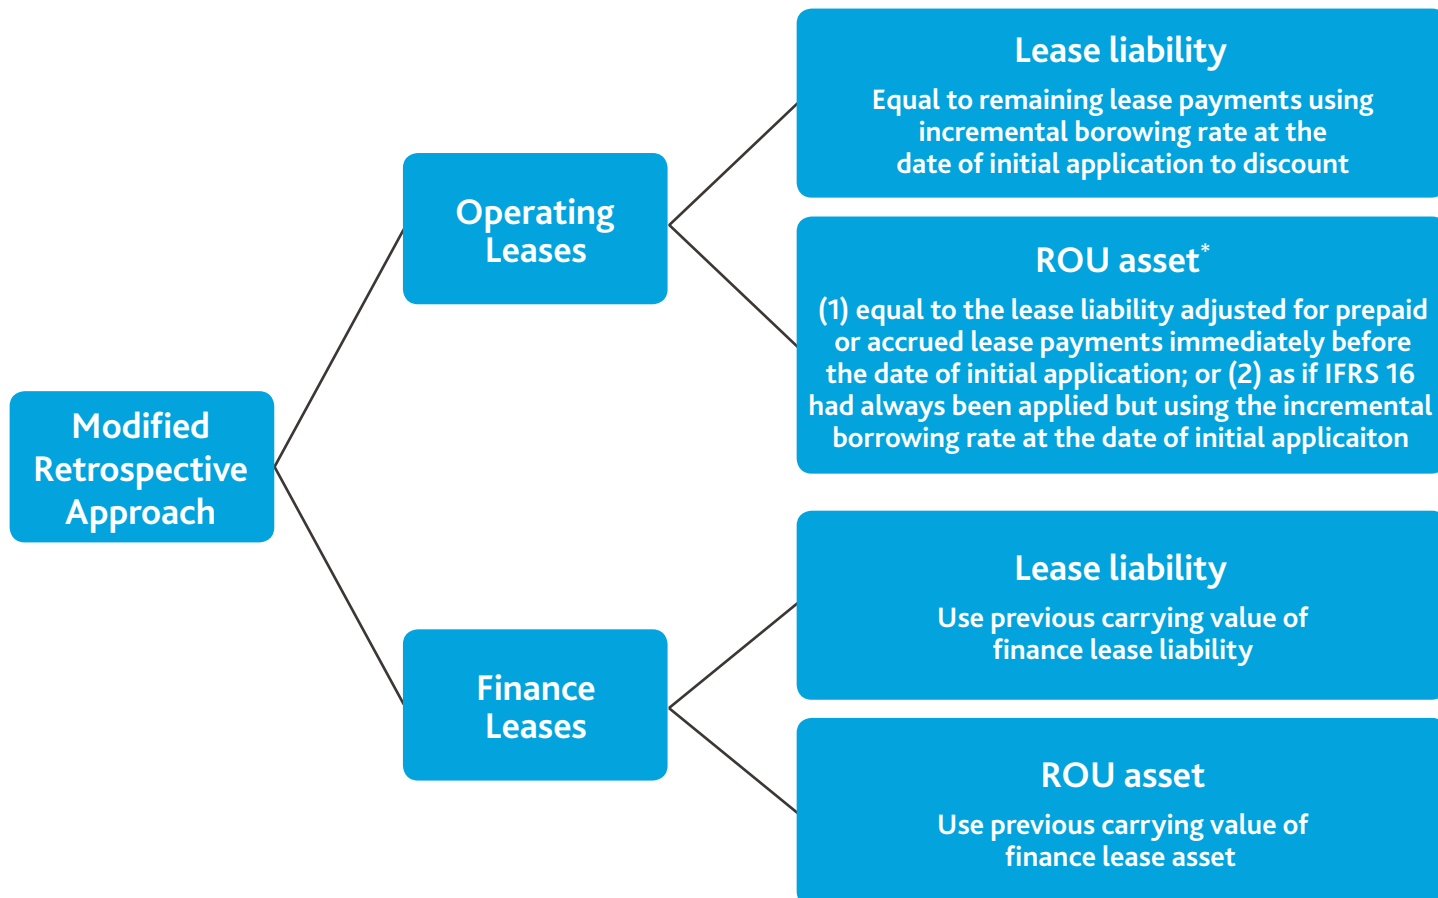 Modified
Retrospective
Approach
Operating
Leases
Lease liability
Equal to remaining lease payments using
incremental borowing rate at the
date of initial application to discount
ROU asset*
(1) equal to the lease liability adjusted for prepaid
or accrued lease payments immediately before
the date of initial application; or (2) as if IFRS 16
had always been applied but using the incremental
borrowing rate at the date of initial applicaiton
Finance
Leases
Lease liability
Use previous carrying value of
finance lease liability
ROU asset
Use previous carrying value of
finance lease asset